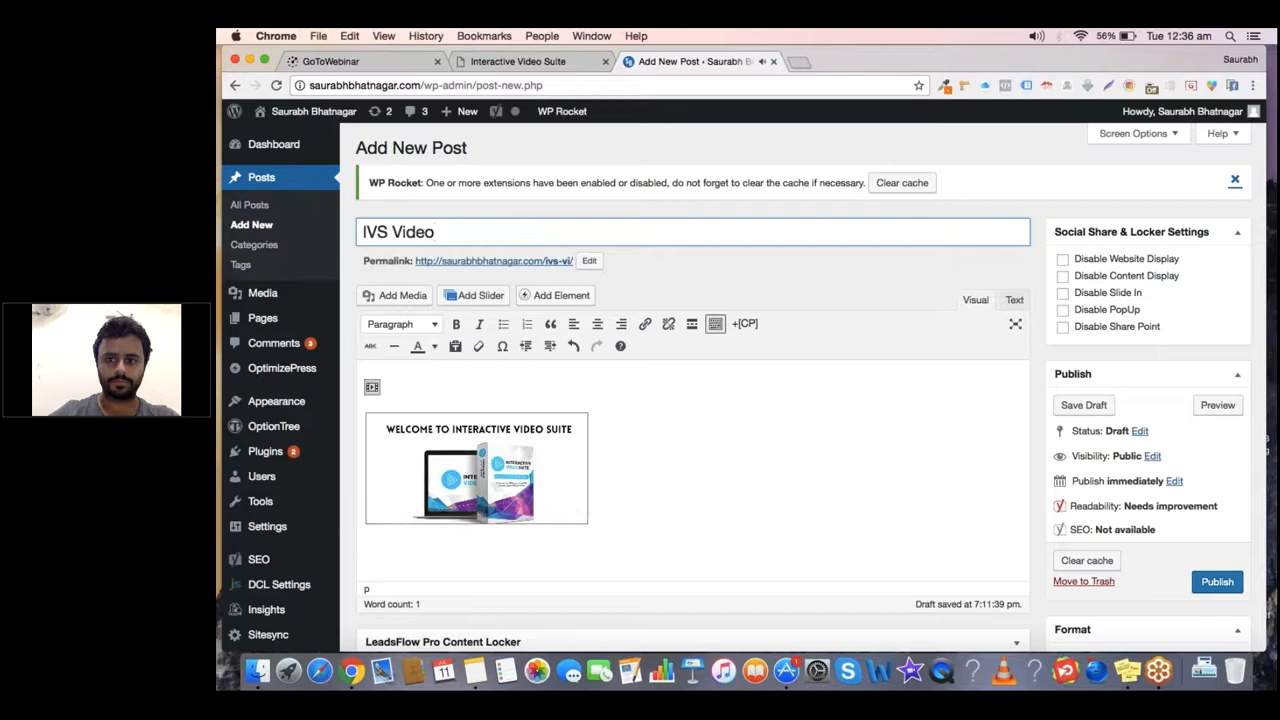 Chrome File Edit View History Bookmarks People Window Help 56% Tue 12:36 am
GoToWebinar Interactive Video Suite Add New Post ‹ Saurabh B Saurabh
saurabhbhatnagar.com/wp-admin/post-new.php
Saurabh Bhatnagar 2 3 + New WP Rocket Howdy, Saurabh Bhatnagar
Screen Options Help
Dashboard
Posts
All Posts
Add New
Categories
Tags
Media
Pages
Comments 3
OptimizePress
Appearance
OptionTree
Plugins 2
Users
Tools
Settings
SEO
DCL Settings
Insights
Sitesync
Add New Post
WP Rocket: One or more extensions have been enabled or disabled, do not forget to clear the cache if necessary. Clear cache
IVS Video
Permalink: http://saurabhbhatnagar.com/ivs-vi/ Edit
Add Media Add Slider Add Element Visual Text
Paragraph B I +[CP]
ABC A Ω
WELCOME TO INTERACTIVE VIDEO SUITE
p
Word count: 1 Draft saved at 7:11:39 pm.
LeadsFlow Pro Content Locker
Social Share & Locker Settings
Disable Website Display
Disable Content Display
Disable Slide In
Disable PopUp
Disable Share Point
Publish
Save Draft Preview
Status: Draft Edit
Visibility: Public Edit
Publish immediately Edit
Readability: Needs improvement
SEO: Not available
Clear cache
Move to Trash Publish
Format